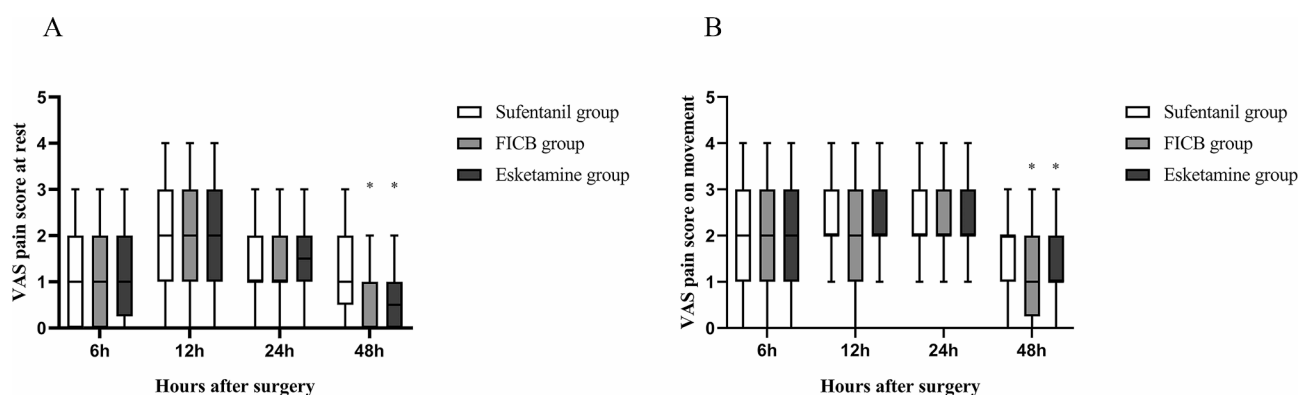 A
VAS pain score at rest
5
4
3
2
1
0
* *
6h 12h 24h 48h
Hours after surgery
Sufentanil group
FICB group
Esketamine group
B
VAS pain score on movement
5
4
3
2
1
0
* *
6h 12h 24h 48h
Hours after surgery
Sufentanil group
FICB group
Esketamine group